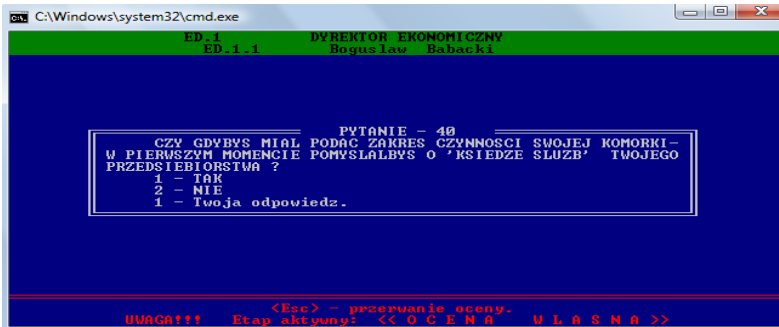 C:\Windows\system32\cmd.exe
ED.1 DYREKTOR EKONOMICZNY
ED.1.1 Boguslaw Babacki
PYTANIE - 40
CZY GDYBYS MIAL PODAC ZAKRES CZYNNOSCI SWOJEJ KOMORKI-
W PIERWSZYM MOMENCIE POMYSLALBYS O 'KSIEDZE SLUZB' TWOJEGO
PRZEDSIEBIORSTWA ?
1 - TAK
2 - NIE
1 - Twoja odpowiedz.
<Esc> - przerwanie oceny.
UWAGA!!! Etap aktywny: << O C E N A W L A S N A >>